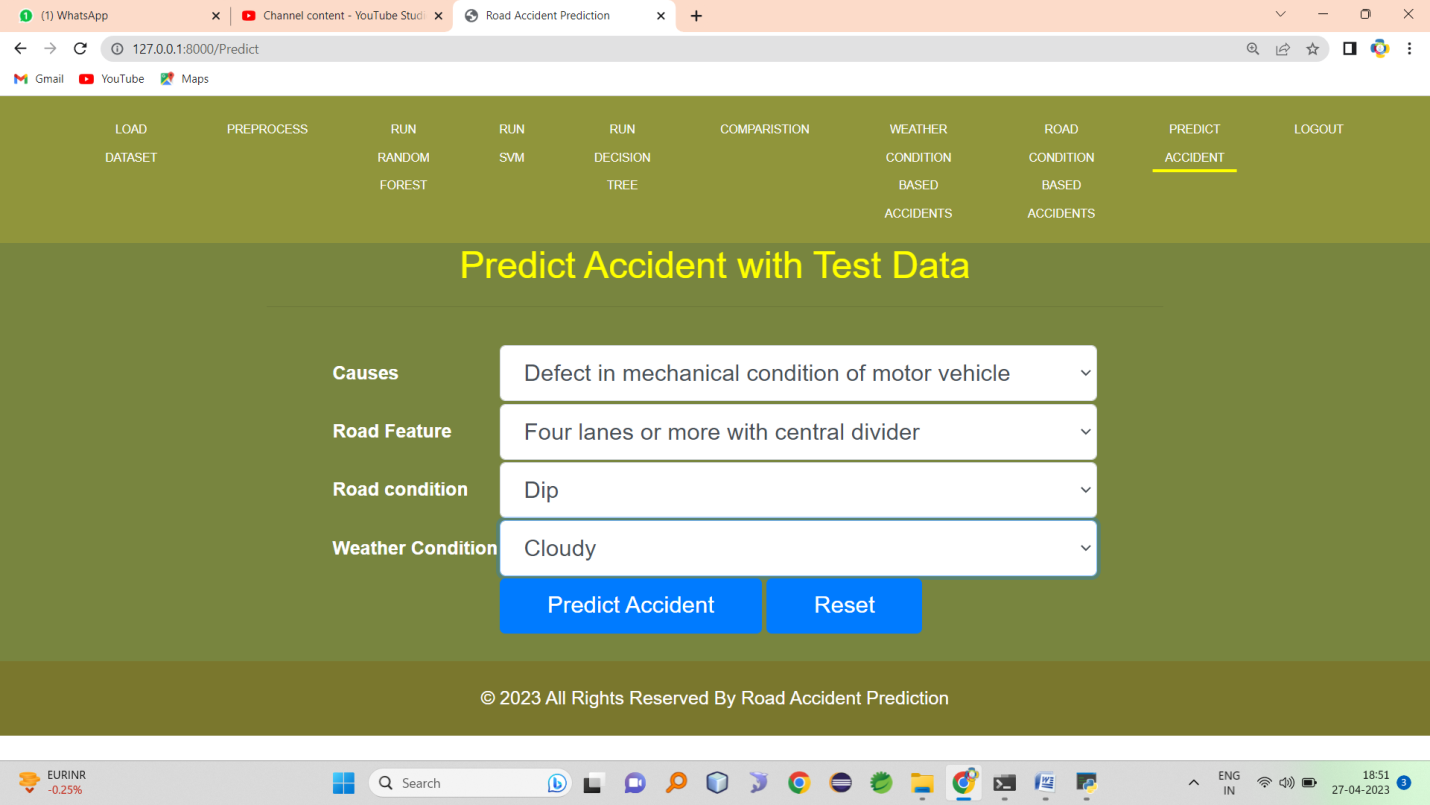 (1) WhatsApp
Channel content - YouTube Studi
Road Accident Prediction
127.0.0.1:8000/Predict
Gmail
YouTube
Maps
LOAD DATASET
PREPROCESS
RUN RANDOM FOREST
RUN SVM
RUN DECISION TREE
COMPARISTION
WEATHER CONDITION BASED ACCIDENTS
ROAD CONDITION BASED ACCIDENTS
PREDICT ACCIDENT
LOGOUT
Predict Accident with Test Data
Causes Defect in mechanical condition of motor vehicle
Road Feature Four lanes or more with central divider
Road condition Dip
Weather Condition Cloudy
Predict Accident Reset
© 2023 All Rights Reserved By Road Accident Prediction
EURINR
-0.25%
Search
ENG
IN
18:51
27-04-2023
3